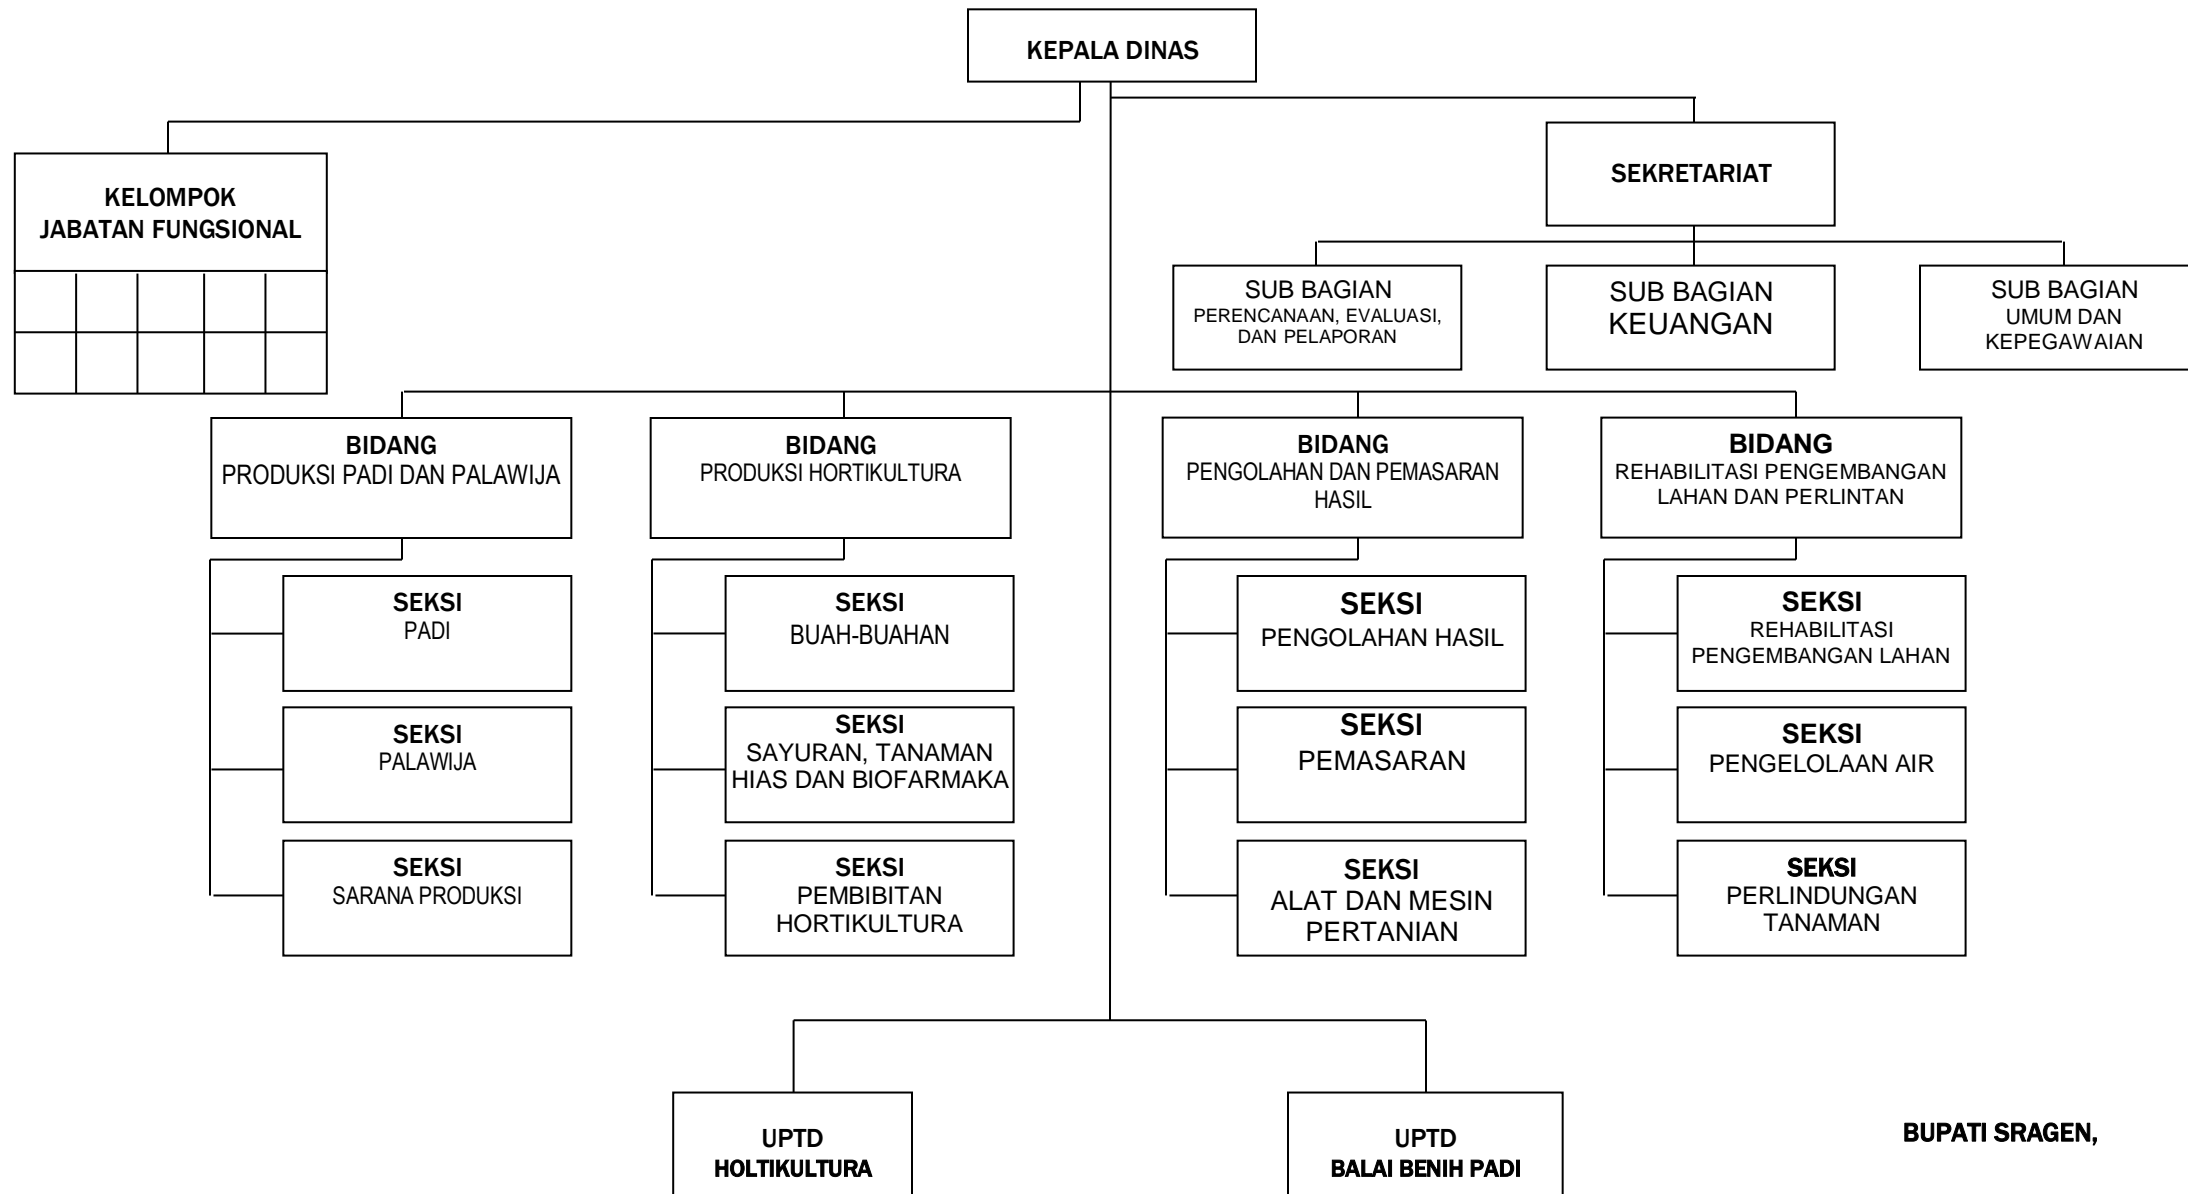 KEPALA DINAS
KELOMPOK
JABATAN FUNGSIONAL
SEKRETARIAT
SUB BAGIAN
PERENCANAAN, EVALUASI,
DAN PELAPORAN
SUB BAGIAN
KEUANGAN
SUB BAGIAN
UMUM DAN
KEPEGAWAIAN
BIDANG
PRODUKSI PADI DAN PALAWIJA
BIDANG
PRODUKSI HORTIKULTURA
BIDANG
PENGOLAHAN DAN PEMASARAN
HASIL
BIDANG
REHABILITASI PENGEMBANGAN
LAHAN DAN PERLINTAN
SEKSI
PADI
SEKSI
PALAWIJA
SEKSI
SARANA PRODUKSI
SEKSI
BUAH-BUAHAN
SEKSI
SAYURAN, TANAMAN
HIAS DAN BIOFARMAKA
SEKSI
PEMBIBITAN
HORTIKULTURA
SEKSI
PENGOLAHAN HASIL
SEKSI
PEMASARAN
SEKSI
ALAT DAN MESIN
PERTANIAN
SEKSI
REHABILITASI
PENGEMBANGAN LAHAN
SEKSI
PENGELOLAAN AIR
SEKSI
PERLINDUNGAN
TANAMAN
UPTD
HOLTIKULTURA
UPTD
BALAI BENIH PADI
BUPATI SRAGEN,